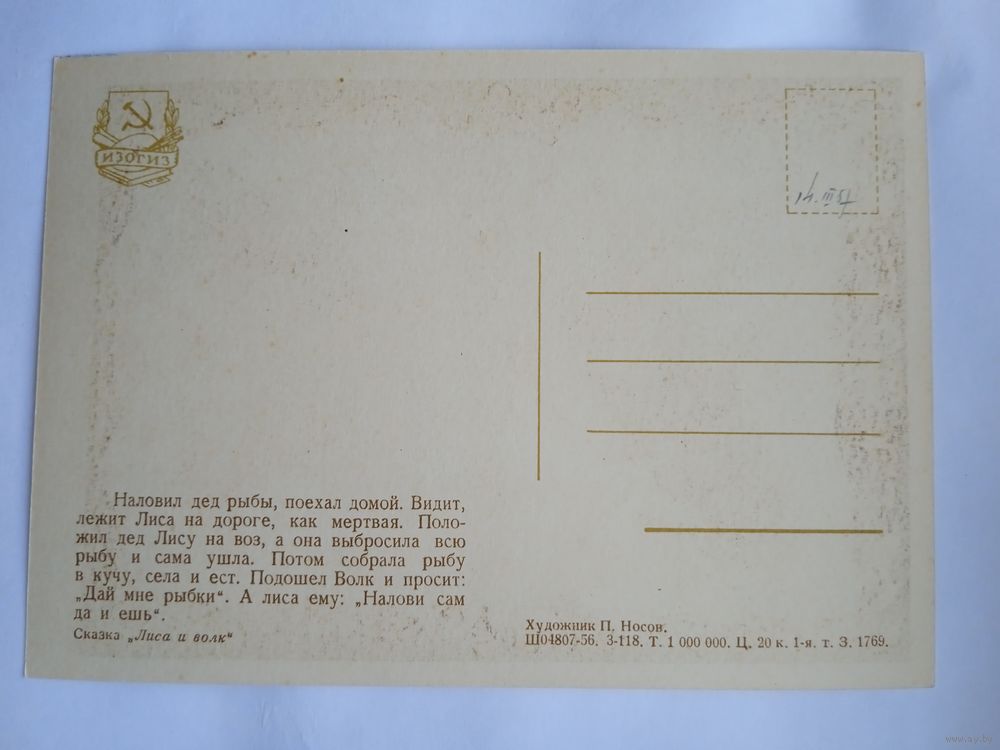 ИЗОГИЗ
Наловил дед рыбы, поехал домой. Видит,
лежит Лиса на дороге, как мертвая. Поло-
жил дед Лису на воз, а она выбросила всю
рыбу и сама ушла. Потом собрала рыбу
в кучу, села и ест. Подошел Волк и просит:
„Дай мне рыбки“. А лиса ему: „Налови сам
да и ешь“.
Сказка „Лиса и волк“
Художник П. Носов.
Ш04807-56. 3-118. Т. 1 000 000. Ц. 20 к. 1-я. т. З. 1769.
www.ay.by